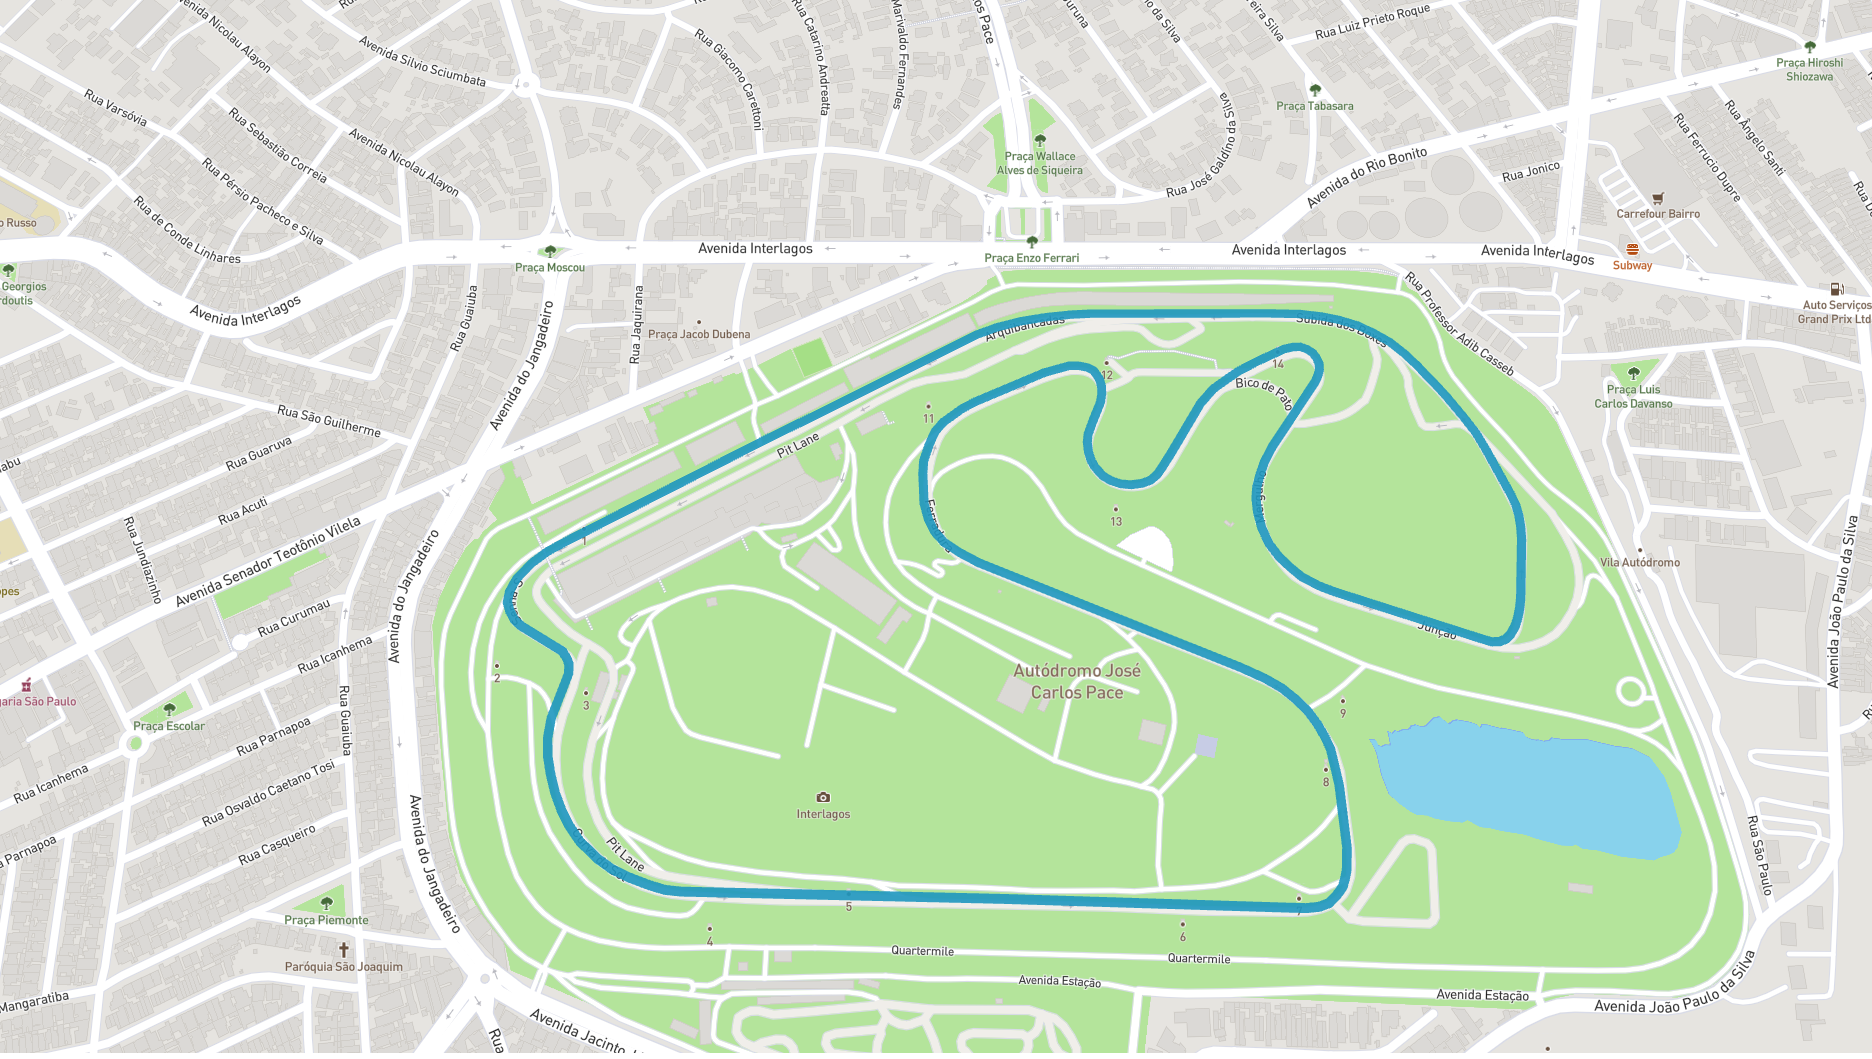 Avenida Nicolau Alayon
Avenida Silvio Sciumbata
Rua Varsóvia
Rua Sebastião Correia
Avenida Nicolau Alayon
Rua Pérsio Pacheco e Silva
Rua de Conde Linhares
Russo
Georgios
Avenida Interlagos
Rua Giacomo Carettoni
Rua Catarino Andreatta
Marivaldo Fernandes
os Pace
Praça Wallace
Alves de Siqueira
Rua José Galdino da Silva
Rua Luiz Prieto Roque
Praça Tabasara
Praça Hiroshi
Shiozawa
Rua Ângelo Santi
Rua Ferrucio Dupre
Rua Jonico
Avenida do Rio Bonito
Carrefour Bairro
Subway
Praça Moscou
Avenida Interlagos
Praça Enzo Ferrari
Avenida Interlagos
Avenida Interlagos
Auto Serviços
Grand Prix Ltd
Rua Professor Adib Casseb
Praça Luis
Carlos Davanso
Rua Guaiuba
Avenida do Jangadeiro
Rua Jaquirana
Praça Jacob Dubena
Arquibancadas
Subida dos Boxes
12
14
Bico de Pato
11
Pit Lane
Rua São Guilherme
Rua Guaruva
Rua Acuti
Rua Jundiazinho
Avenida Senador Teotônio Vilela
Avenida do Jangadeiro
Rua Curumau
Rua Icanhema
13
1
Vila Autódromo
Avenida João Paulo da Silva
Junção
Autódromo José
Carlos Pace
2
3
9
8
Drogaria São Paulo
Praça Escolar
Rua Guaiuba
Rua Parnapoa
Rua Icanhema
Rua Osvaldo Caetano Tosi
Rua Casqueiro
Parnapoa
Avenida do Jangadeiro
Interlagos
Pit Lane
Rua São Paulo
5
7
4
6
Praça Piemonte
Paróquia São Joaquim
Mangaratiba
Quartermile
Quartermile
Avenida Estação
Avenida Estação
Avenida João Paulo da Silva
Avenida Jacinto
Rua